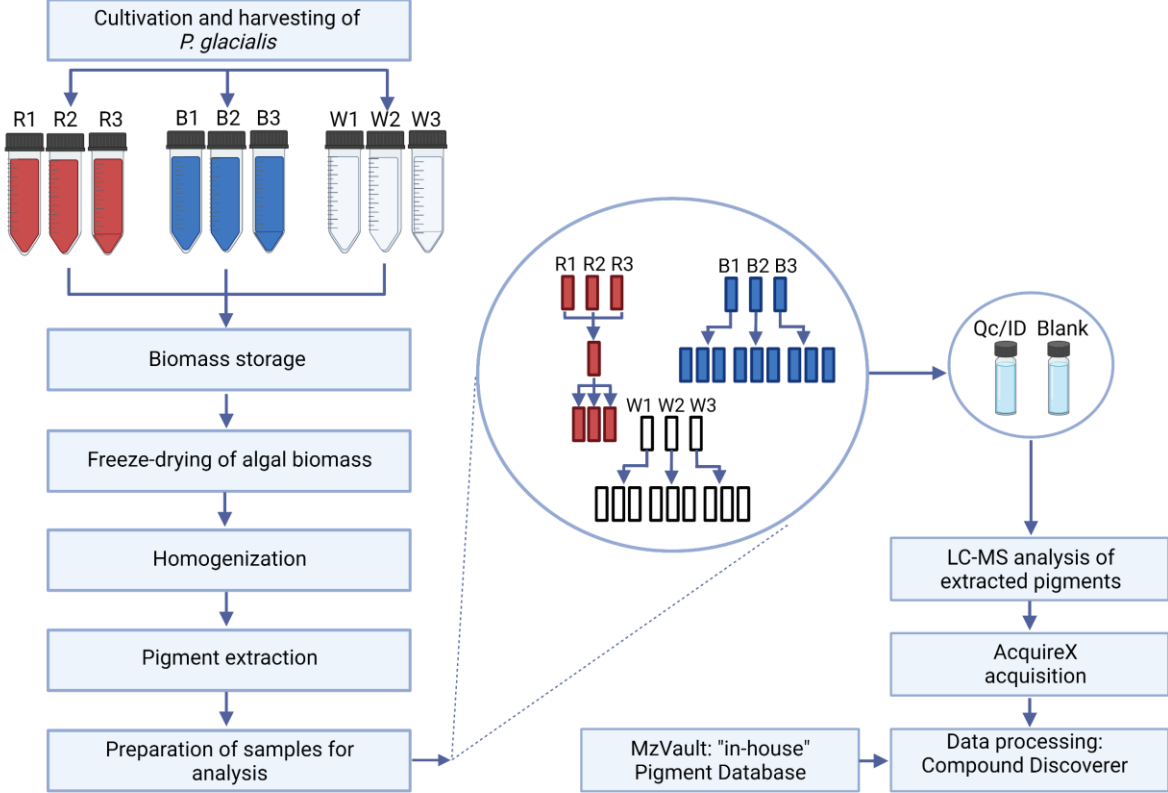 Cultivation and harvesting of
P. glacialis
R1 R2 R3
B1 B2 B3
W1 W2 W3
Biomass storage
Freeze-drying of algal biomass
Homogenization
Pigment extraction
Preparation of samples for
analysis
R1 R2 R3
B1 B2 B3
W1 W2 W3
Qc/ID Blank
LC-MS analysis of
extracted pigments
AcquireX
acquisition
MzVault: "in-house"
Pigment Database
Data processing:
Compound Discoverer